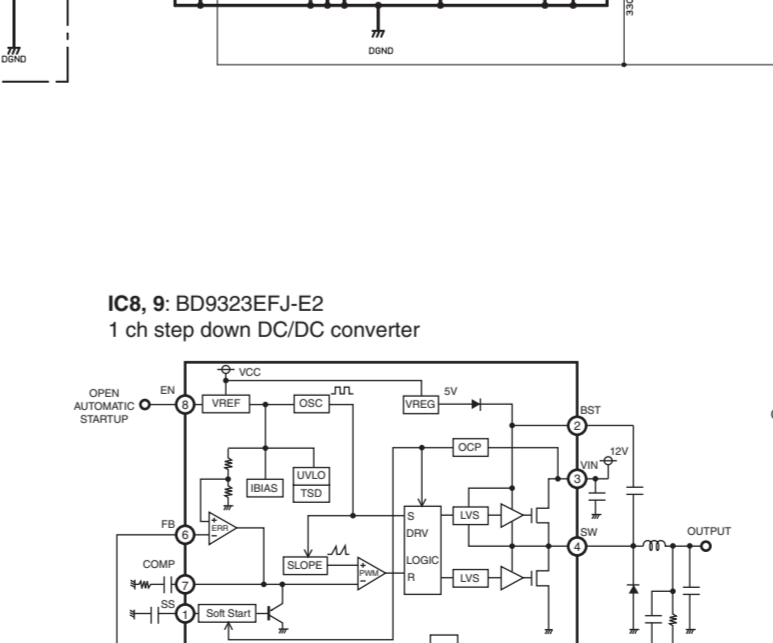 330
DGND
DGND
IC8, 9: BD9323EFJ-E2
1 ch step down DC/DC converter
VCC
OPEN
AUTOMATIC
STARTUP
EN
8
VREF
OSC
VREG
5V
BST
2
OCP
12V
VIN
3
IBIAS
UVLO
TSD
FB
6
+
ERR
−
S
DRV
LOGIC
R
LVS
SW
4
OUTPUT
COMP
7
SLOPE
+
PWM
−
LVS
SS
1
Soft Start